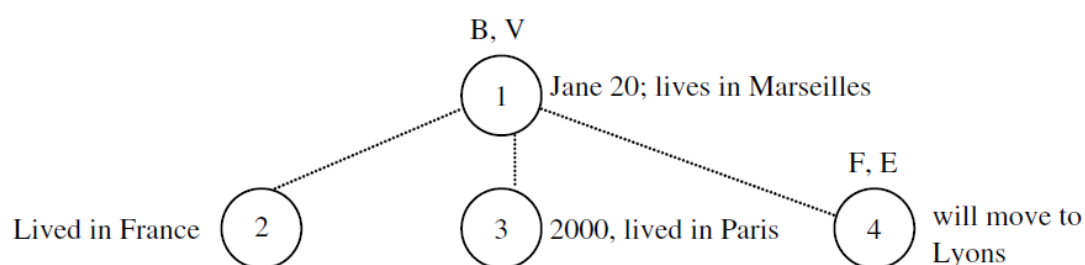 B, V
1 Jane 20; lives in Marseilles
F, E
Lived in France 2 3 2000, lived in Paris 4 will move to
Lyons